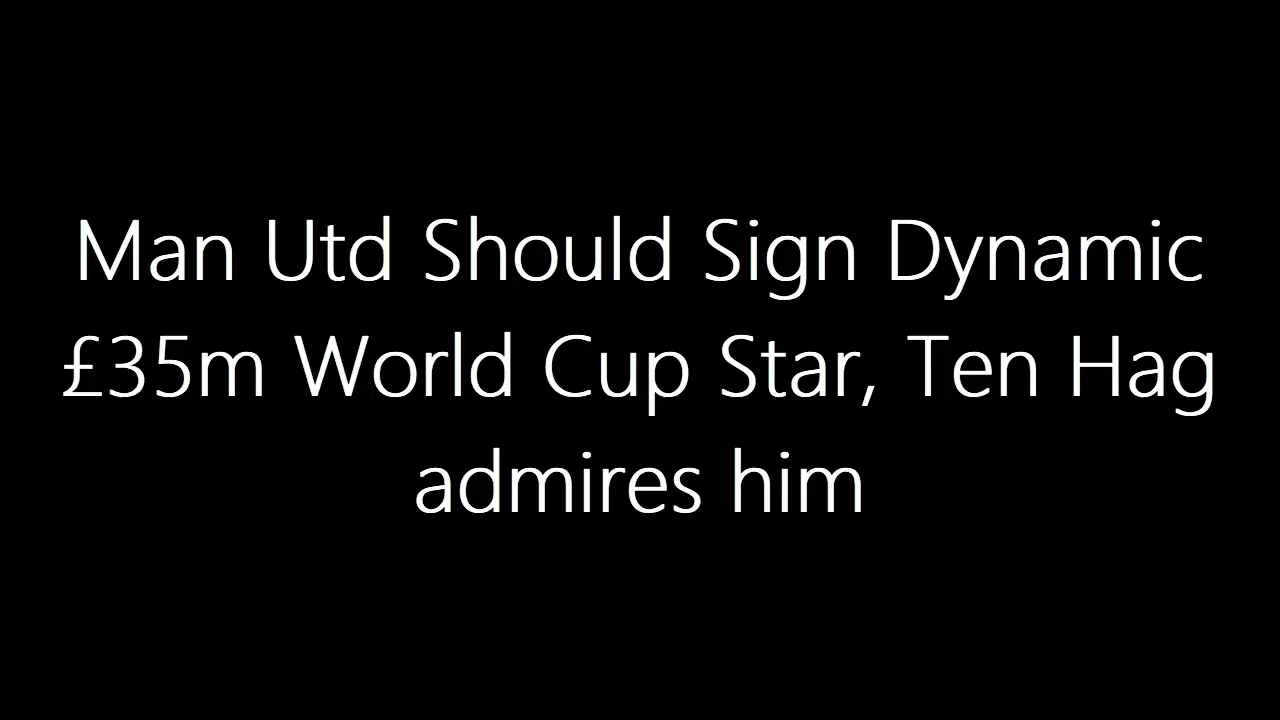 Man Utd Should Sign Dynamic
£35m World Cup Star, Ten Hag
admires him